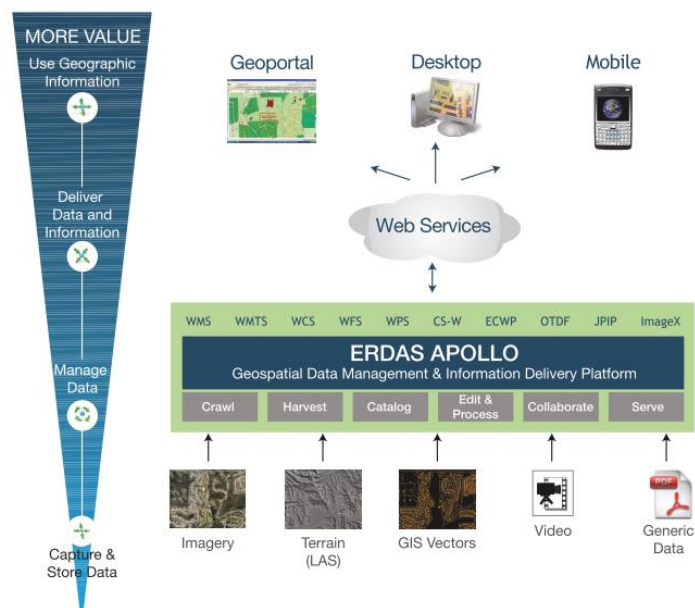 MORE VALUE
Use Geographic
Information
Deliver
Data and
Information
Manage
Data
Capture &
Store Data
Geoportal
Desktop
Mobile
Web Services
WMS WMTS WCS WFS WPS CS-W ECWP OTDF JPIP ImageX
ERDAS APOLLO
Geospatial Data Management & Information Delivery Platform
Crawl
Harvest
Catalog
Edit &
Process
Collaborate
Serve
Imagery
Terrain
(LAS)
GIS Vectors
Video
PDF
Generic
Data